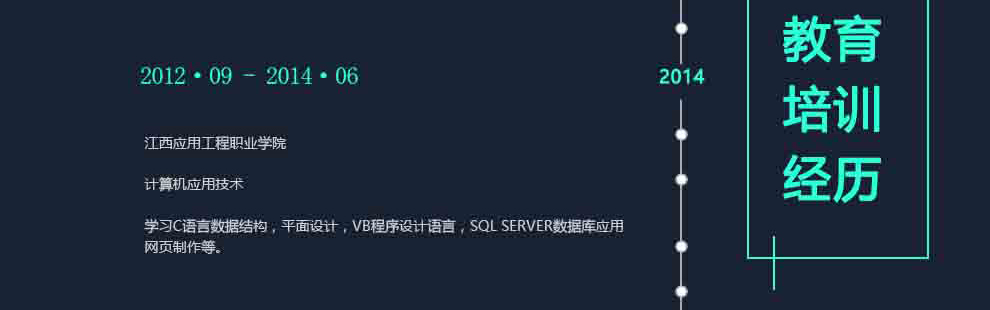 2012·09 - 2014·06
江西应用工程职业学院
计算机应用技术
学习C语言数据结构，平面设计，VB程序设计语言，SQL SERVER数据库应用
网页制作等。
2014
教育
培训
经历